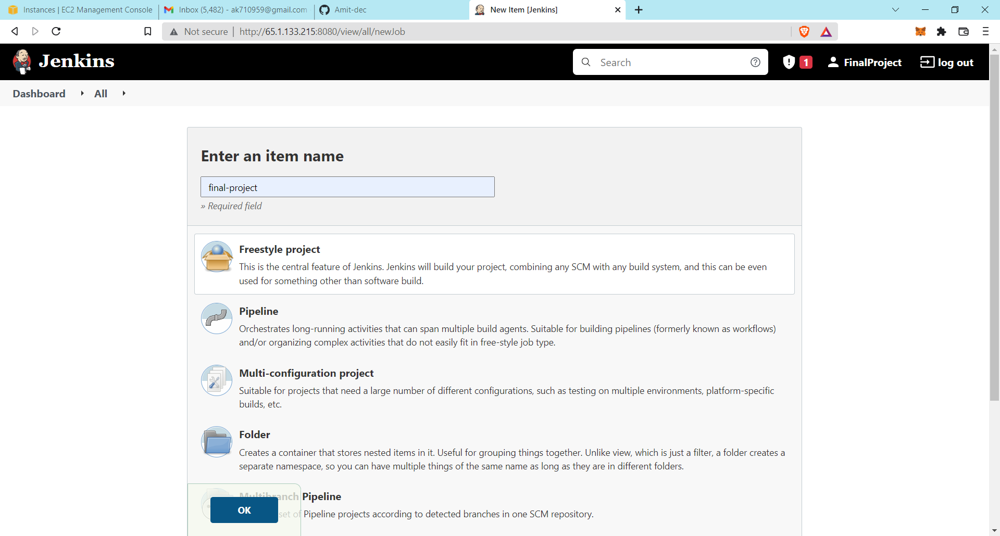 Instances | EC2 Management Console
Inbox (5,482) - ak710959@gmail.com
Amit-dec
New Item [Jenkins]
Not secure | http://65.1.133.215:8080/view/all/newJob
Jenkins
Search
1
FinalProject
log out
Dashboard
All
Enter an item name
final-project
» Required field
Freestyle project
This is the central feature of Jenkins. Jenkins will build your project, combining any SCM with any build system, and this can be even
used for something other than software build.
Pipeline
Orchestrates long-running activities that can span multiple build agents. Suitable for building pipelines (formerly known as workflows)
and/or organizing complex activities that do not easily fit in free-style job type.
Multi-configuration project
Suitable for projects that need a large number of different configurations, such as testing on multiple environments, platform-specific
builds, etc.
Folder
Creates a container that stores nested items in it. Useful for grouping things together. Unlike view, which is just a filter, a folder creates a
separate namespace, so you can have multiple things of the same name as long as they are in different folders.
Multibranch Pipeline
set of Pipeline projects according to detected branches in one SCM repository.
OK